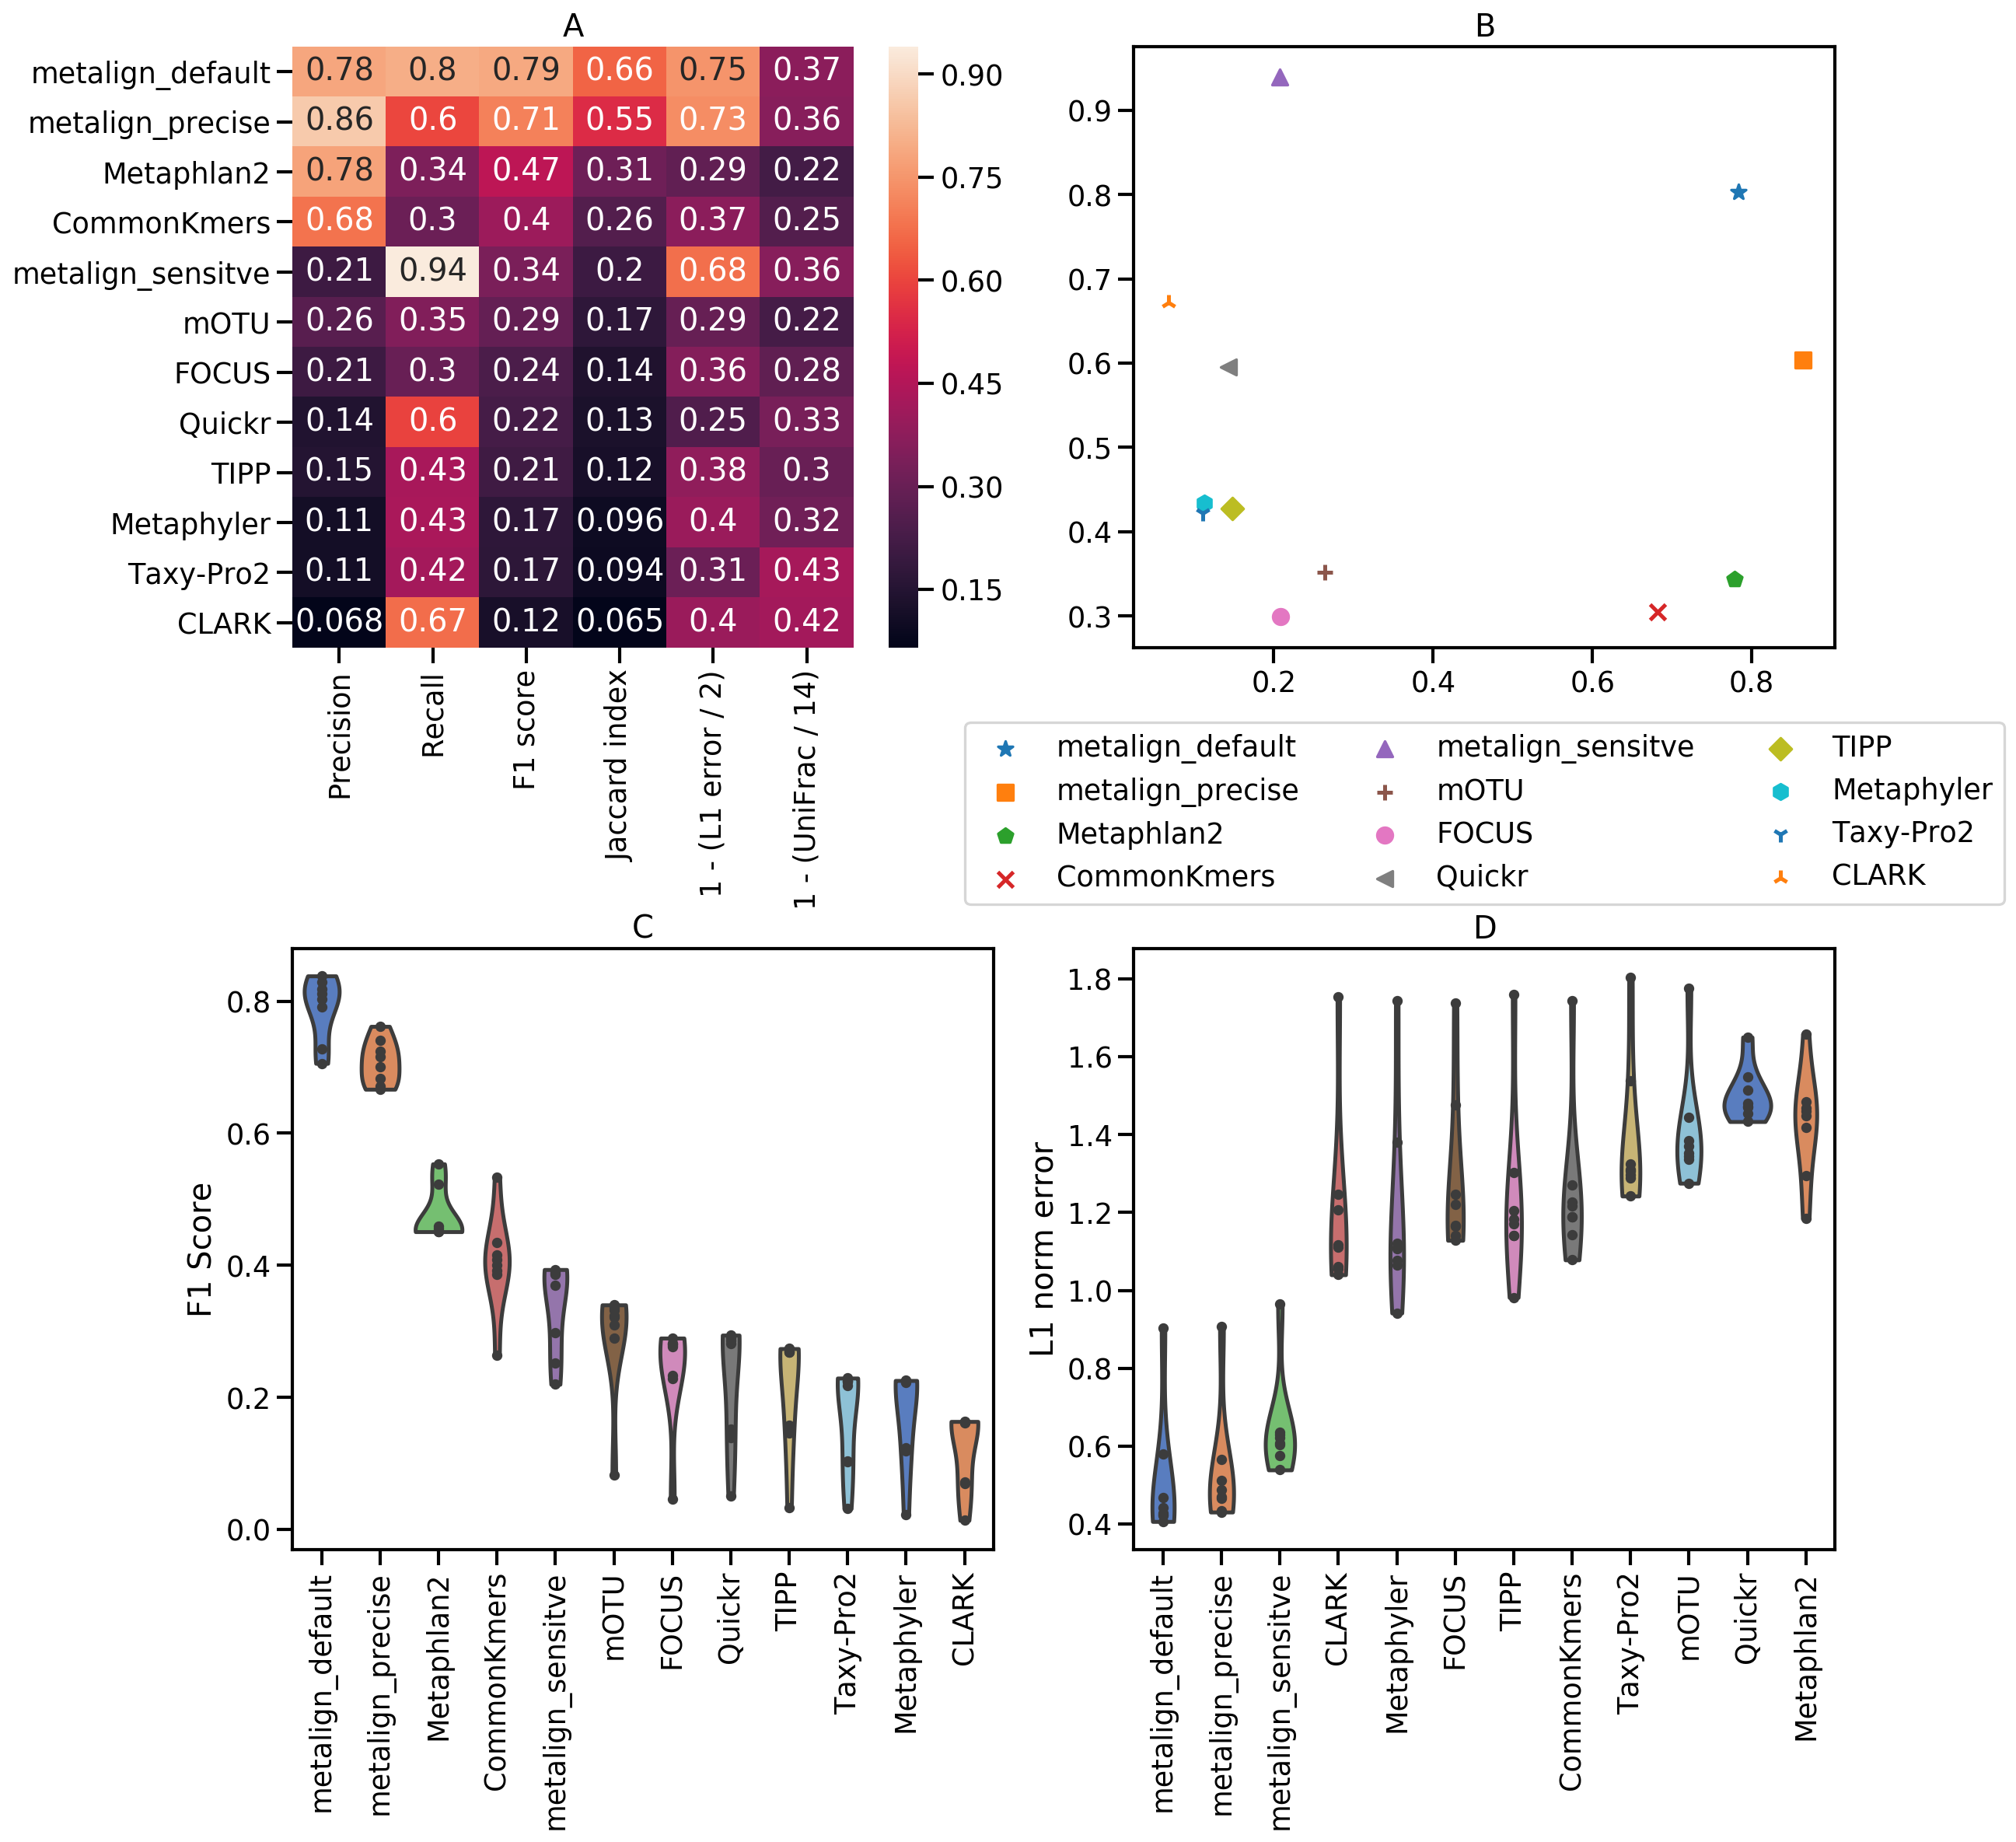 A
metalign_default 0.78 0.8 0.79 0.66 0.75 0.37
metalign_precise 0.86 0.6 0.71 0.55 0.73 0.36
Metaphlan2 0.78 0.34 0.47 0.31 0.29 0.22
CommonKmers 0.68 0.3 0.4 0.26 0.37 0.25
metalign_sensitve 0.21 0.94 0.34 0.2 0.68 0.36
mOTU 0.26 0.35 0.29 0.17 0.29 0.22
FOCUS 0.21 0.3 0.24 0.14 0.36 0.28
Quickr 0.14 0.6 0.22 0.13 0.25 0.33
TIPP 0.15 0.43 0.21 0.12 0.38 0.3
Metaphyler 0.11 0.43 0.17 0.096 0.4 0.32
Taxy-Pro2 0.11 0.42 0.17 0.094 0.31 0.43
CLARK 0.068 0.67 0.12 0.065 0.4 0.42
Precision
Recall
F1 score
Jaccard index
1 - (L1 error / 2)
1 - (UniFrac / 14)
0.90
0.75
0.60
0.45
0.30
0.15
B
0.9
0.8
0.7
0.6
0.5
0.4
0.3
0.2 0.4 0.6 0.8
metalign_default metalign_sensitve TIPP
metalign_precise mOTU Metaphyler
Metaphlan2 FOCUS Taxy-Pro2
CommonKmers Quickr CLARK
C
F1 Score
0.8
0.6
0.4
0.2
0.0
metalign_default
metalign_precise
Metaphlan2
CommonKmers
metalign_sensitve
mOTU
FOCUS
Quickr
TIPP
Taxy-Pro2
Metaphyler
CLARK
D
L1 norm error
1.8
1.6
1.4
1.2
1.0
0.8
0.6
0.4
metalign_default
metalign_precise
metalign_sensitve
CLARK
Metaphyler
FOCUS
TIPP
CommonKmers
Taxy-Pro2
mOTU
Quickr
Metaphlan2